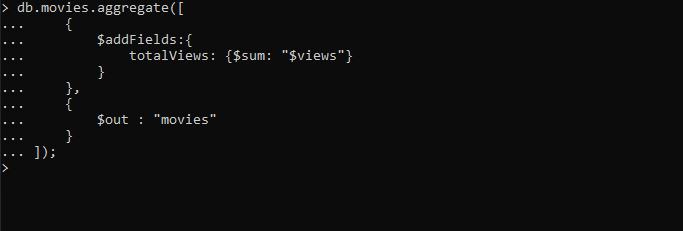 > db.movies.aggregate([
...     {
...         $addFields:{
...             totalViews: {$sum: "$views"}
...         }
...     },
...     {
...         $out : "movies"
...     }
... ]);
>